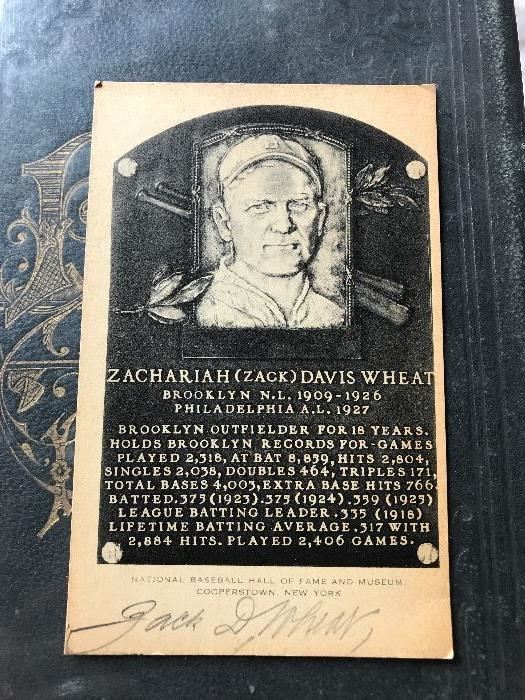 ZACHARIAH (ZACK) DAVIS WHEAT
BROOKLYN N.L. 1909-1926
PHILADELPHIA A.L. 1927
BROOKLYN OUTFIELDER FOR 18 YEARS.
HOLDS BROOKLYN RECORDS FOR-GAMES
PLAYED 2,318, AT BAT 8,859, HITS 2,804,
SINGLES 2,038, DOUBLES 464, TRIPLES 171,
TOTAL BASES 4,003, EXTRA BASE HITS 766.
BATTED .375 (1923) .375 (1924) .359 (1925)
LEAGUE BATTING LEADER .335 (1918)
LIFETIME BATTING AVERAGE .317 WITH
2,884 HITS. PLAYED 2,406 GAMES.
NATIONAL BASEBALL HALL OF FAME AND MUSEUM
COOPERSTOWN, NEW YORK
Zack D. Wheat,